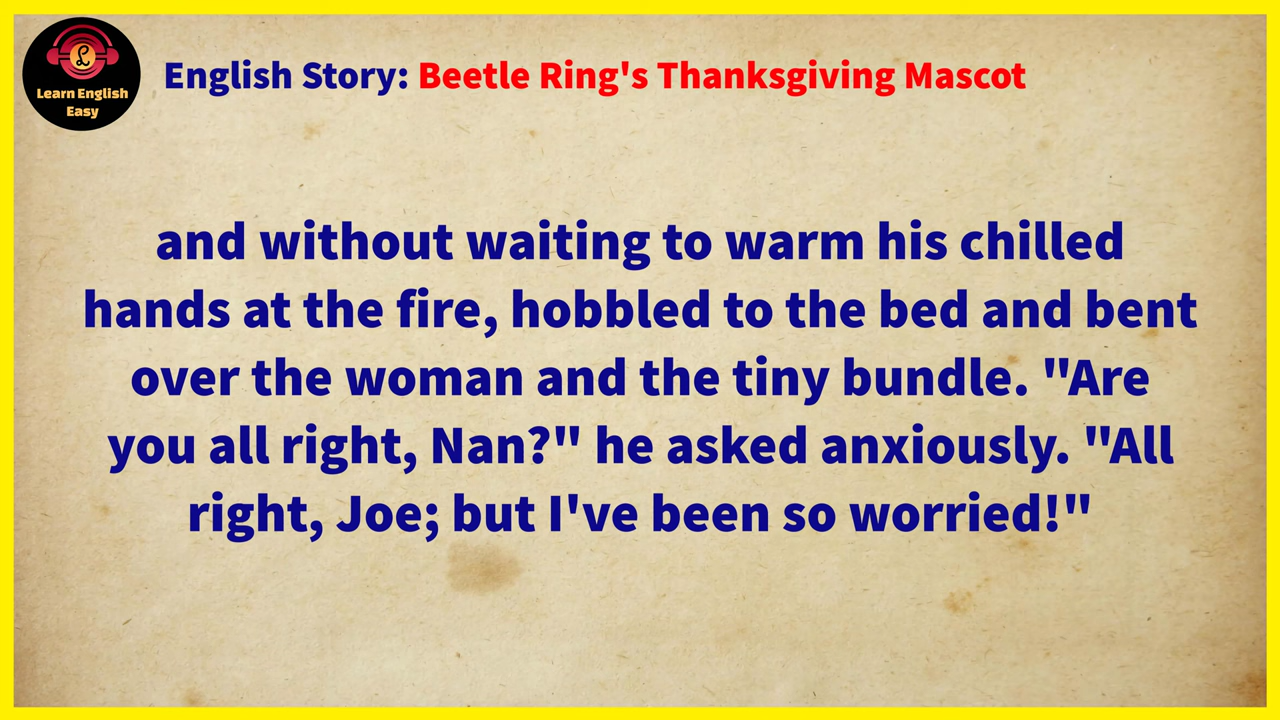 Learn English
Easy
English Story: Beetle Ring's Thanksgiving Mascot
and without waiting to warm his chilled
hands at the fire, hobbled to the bed and bent
over the woman and the tiny bundle. "Are
you all right, Nan?" he asked anxiously. "All
right, Joe; but I've been so worried!"